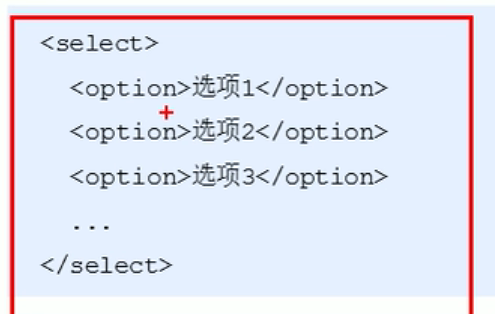 <select>
<option>选项1</option>
<option>选项2</option>
<option>选项3</option>
...
</select>